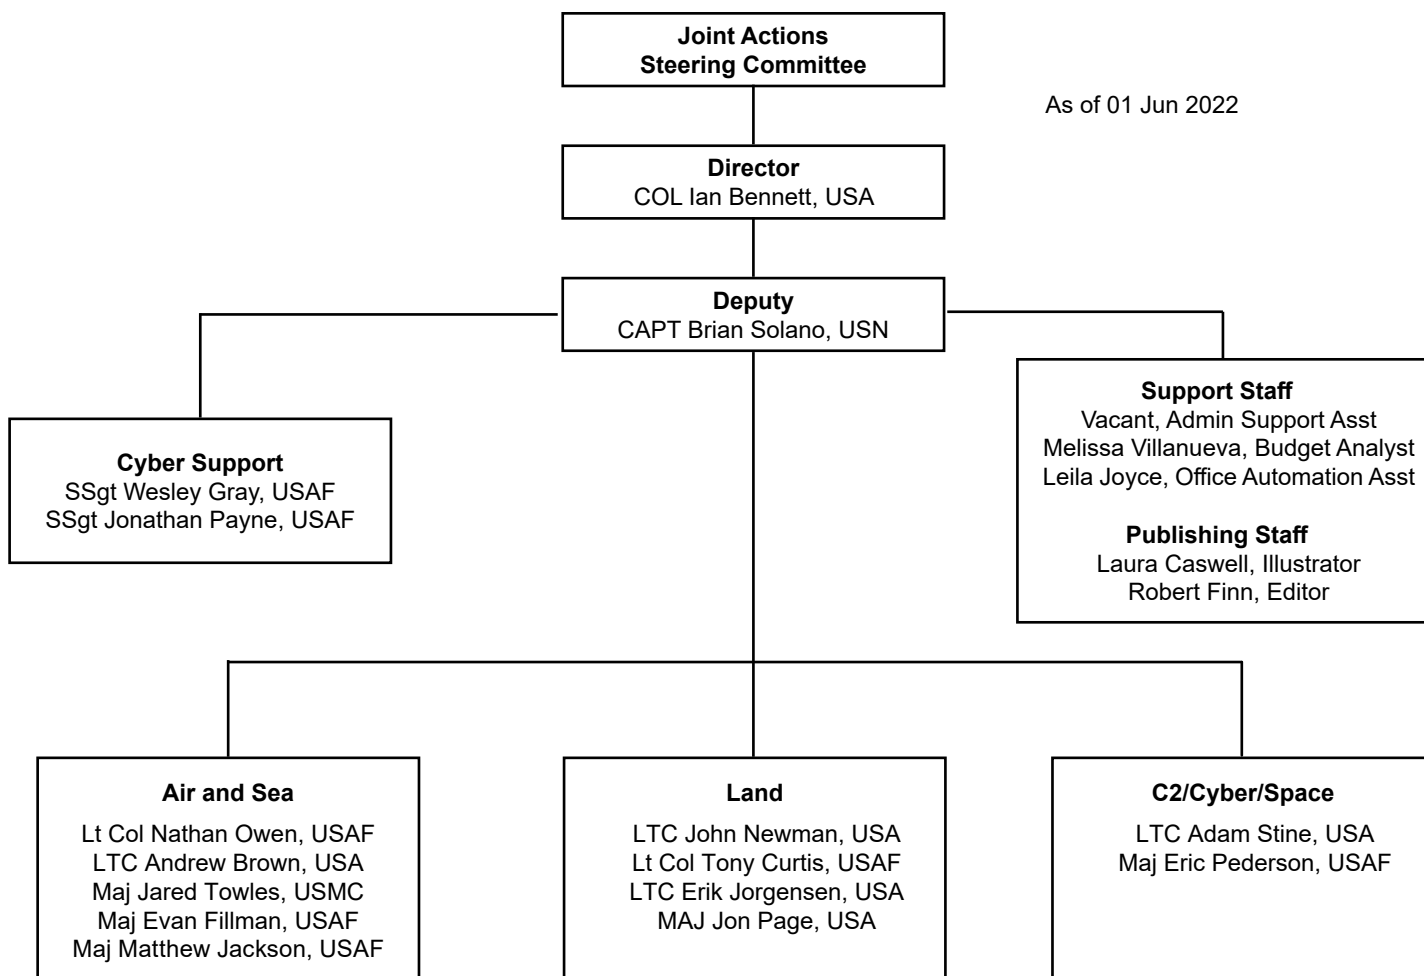 Joint Actions
Steering Committee
As of 01 Jun 2022
Director
COL Ian Bennett, USA
Deputy
CAPT Brian Solano, USN
Cyber Support
SSgt Wesley Gray, USAF
SSgt Jonathan Payne, USAF
Support Staff
Vacant, Admin Support Asst
Melissa Villanueva, Budget Analyst
Leila Joyce, Office Automation Asst
Publishing Staff
Laura Caswell, Illustrator
Robert Finn, Editor
Air and Sea
Lt Col Nathan Owen, USAF
LTC Andrew Brown, USA
Maj Jared Towles, USMC
Maj Evan Fillman, USAF
Maj Matthew Jackson, USAF
Land
LTC John Newman, USA
Lt Col Tony Curtis, USAF
LTC Erik Jorgensen, USA
MAJ Jon Page, USA
C2/Cyber/Space
LTC Adam Stine, USA
Maj Eric Pederson, USAF